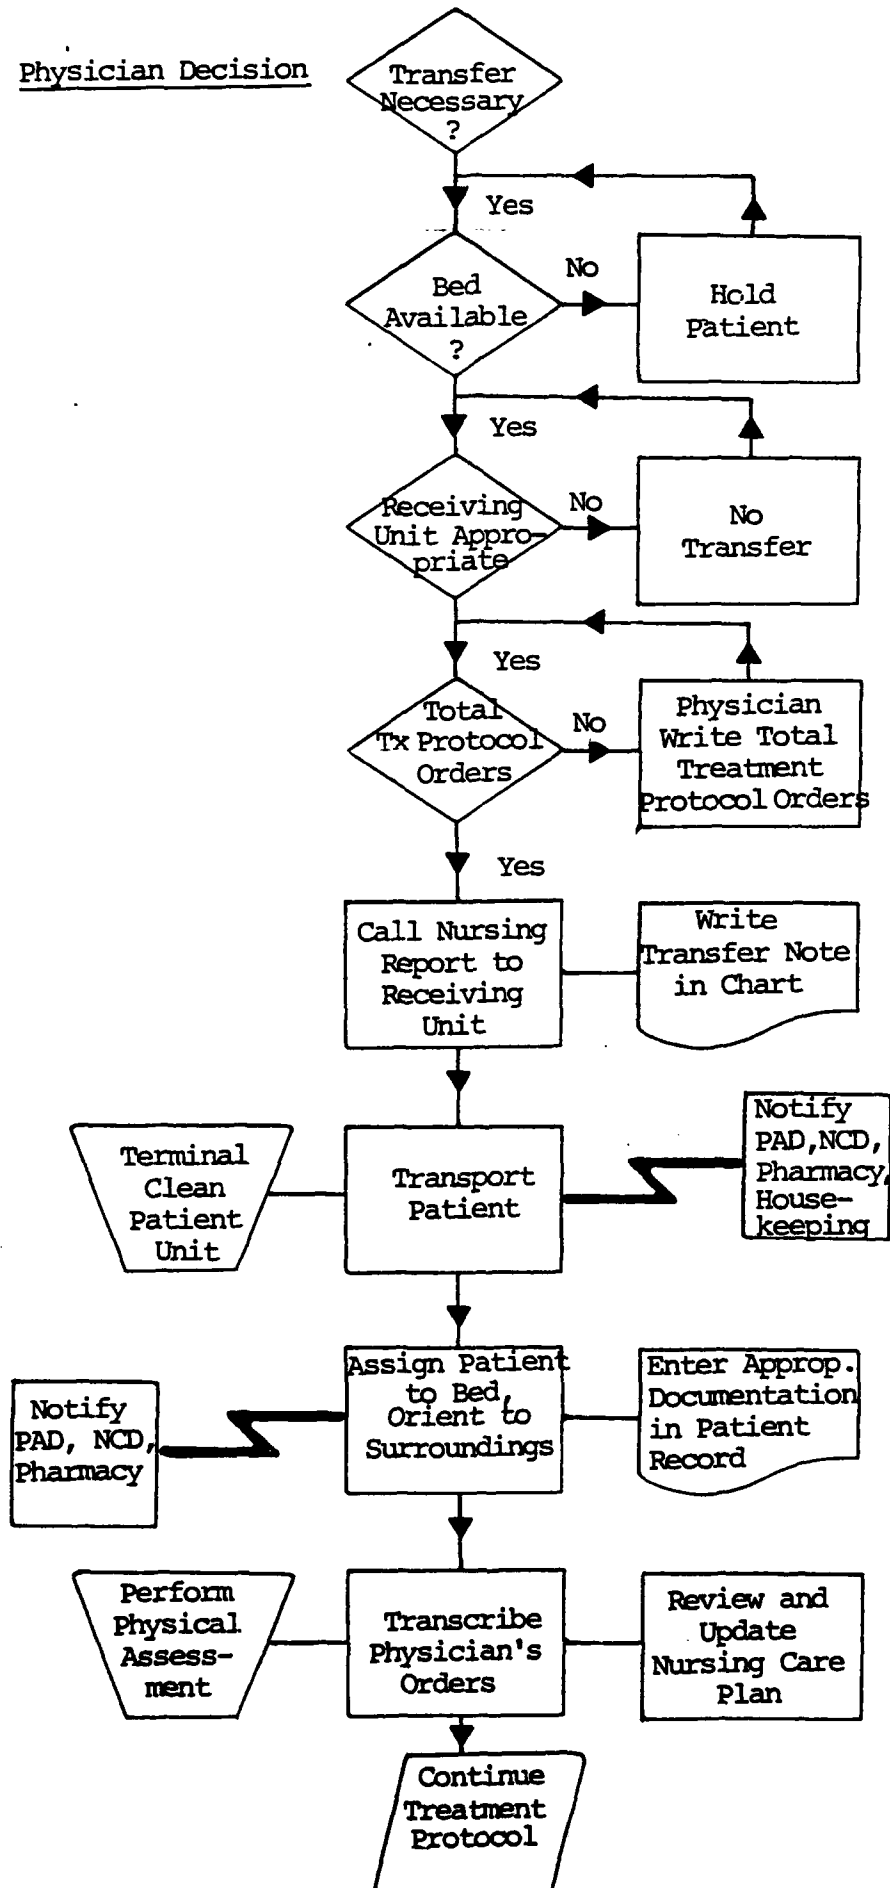 Physician Decision
Transfer
Necessary
?
Yes
Bed
Available
?
No
Hold
Patient
Yes
Receiving
Unit Appro-
priate
No
No
Transfer
Yes
Total
Tx Protocol
Orders
No
Physician
Write Total
Treatment
Protocol Orders
Yes
Call Nursing
Report to
Receiving
Unit
Write
Transfer Note
in Chart
Terminal
Clean
Patient
Unit
Transport
Patient
Notify
PAD,NCD,
Pharmacy,
House-
keeping
Notify
PAD, NCD,
Pharmacy
Assign Patient
to Bed,
Orient to
Surroundings
Enter Approp.
Documentation
in Patient
Record
Perform
Physical
Assess-
ment
Transcribe
Physician's
Orders
Review and
Update
Nursing Care
Plan
Continue
Treatment
Protocol